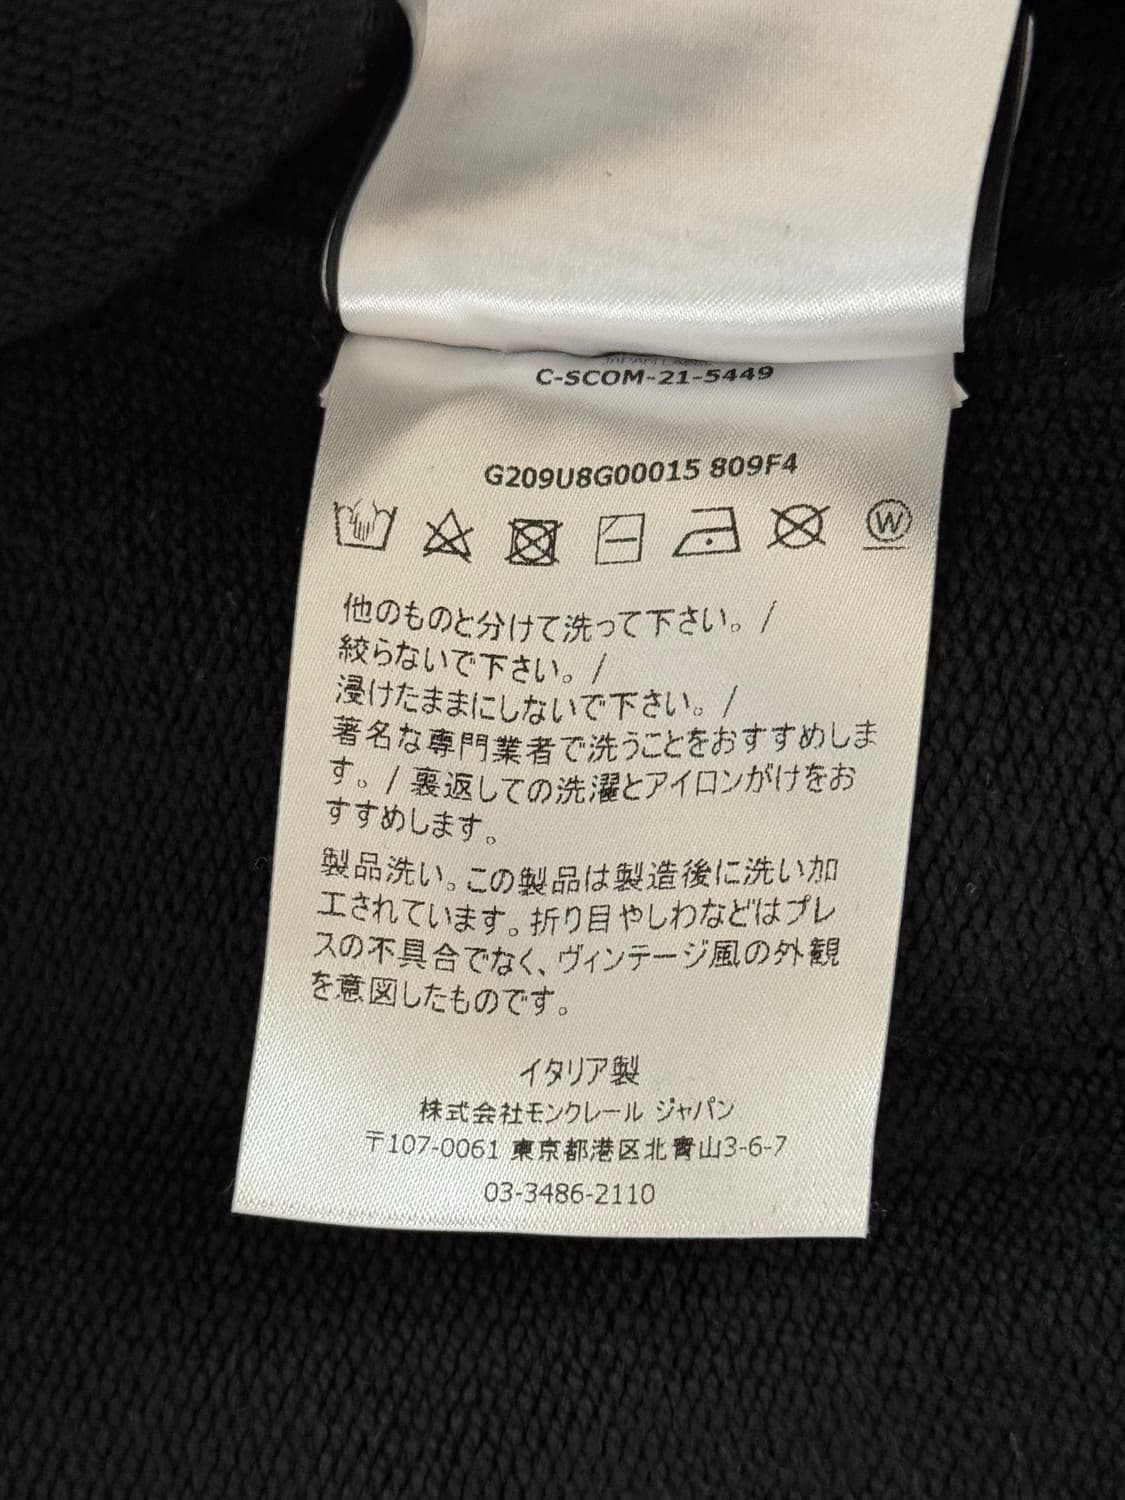 C-SCOM-21-5449
G209U8G00015 809F4
W
他のものと分けて洗って下さい。/
絞らないで下さい。/
浸けたままにしないで下さい。/
著名な専門業者で洗うことをおすすめしま
す。/ 裏返しての洗濯とアイロンがけをお
すすめします。
製品洗い。この製品は製造後に洗い加
工されています。折り目やしわなどはプレ
スの不具合でなく、ヴィンテージ風の外観
を意図したものです。
イタリア製
株式会社モンクレール ジャパン
〒107-0061 東京都港区北青山3-6-7
03-3486-2110